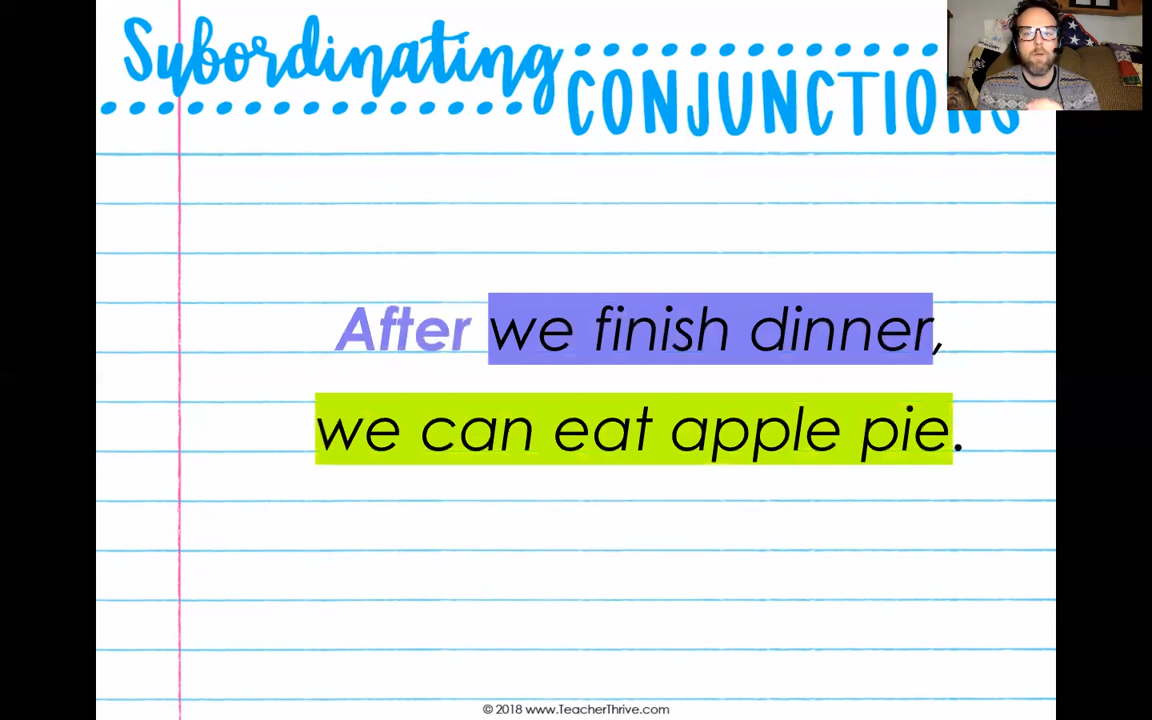 Subordinating
CONJUNCTIONS
After we finish dinner,
we can eat apple pie.
© 2018 www.TeacherThrive.com